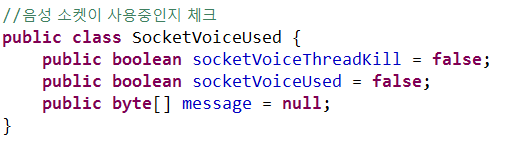 //음성 소켓이 사용중인지 체크
public class SocketVoiceUsed {
    public boolean socketVoiceThreadKill = false;
    public boolean socketVoiceUsed = false;
    public byte[] message = null;
}